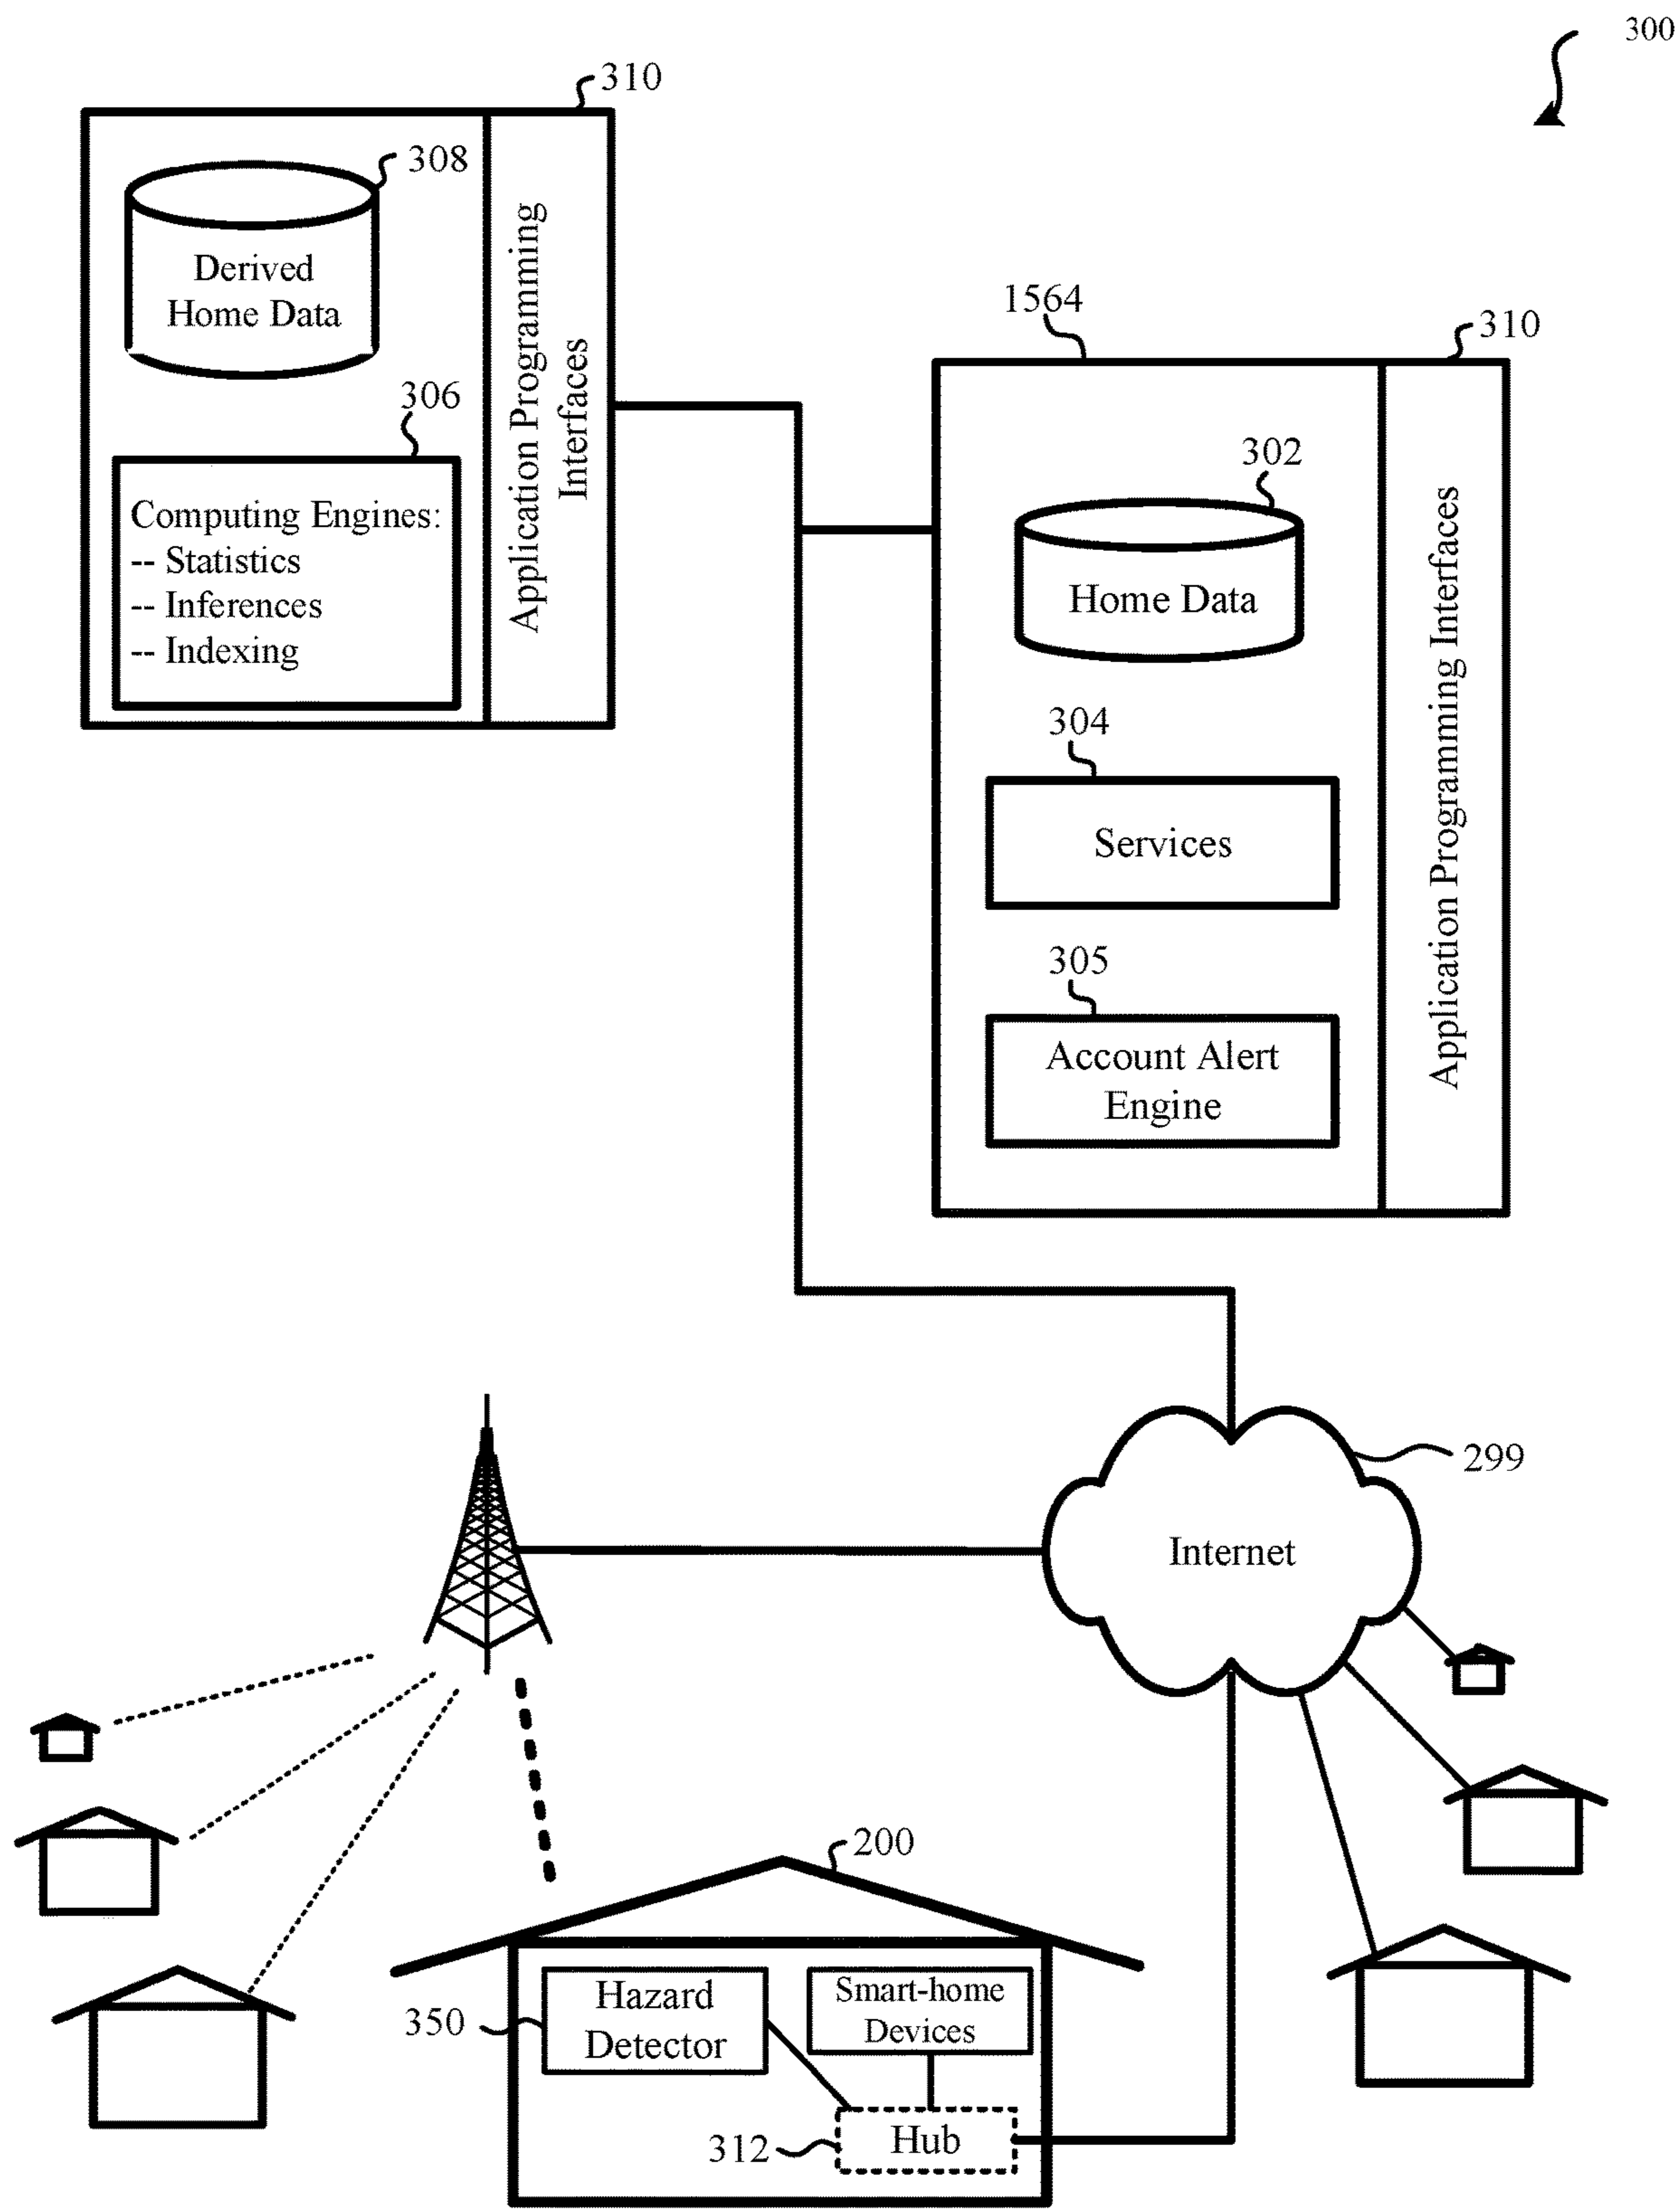 300
310
308
Derived
Home Data
306
Computing Engines:
-- Statistics
-- Inferences
-- Indexing
Application Programming
Interfaces
1564
310
302
Home Data
304
Services
305
Account Alert
Engine
Application Programming Interfaces
299
Internet
200
Hazard
Detector
350
Smart-home
Devices
312
Hub